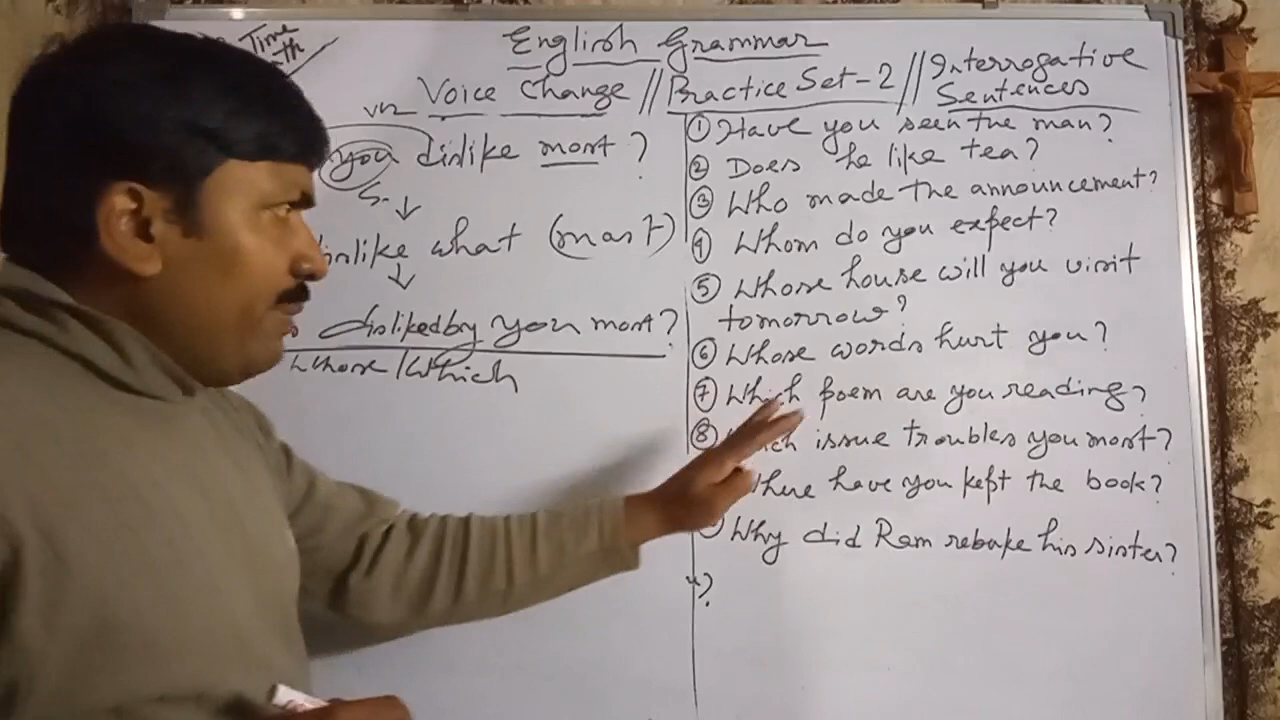 Time
th
English Grammar
Voice Change // Practice Set-2 // Interrogative Sentences
you dislike most?
S.
dislike what (most)
disliked by you most?
whose/which
① Have you seen the man?
② Does he like tea?
③ Who made the announcement?
④ Whom do you expect?
⑤ Whose house will you visit
tomorrow?
⑥ Whose words hurt you?
⑦ Which poem are you reading?
⑧ Which issue troubles you most?
Where have you kept the book?
Why did Ram rebuke his sister?
?